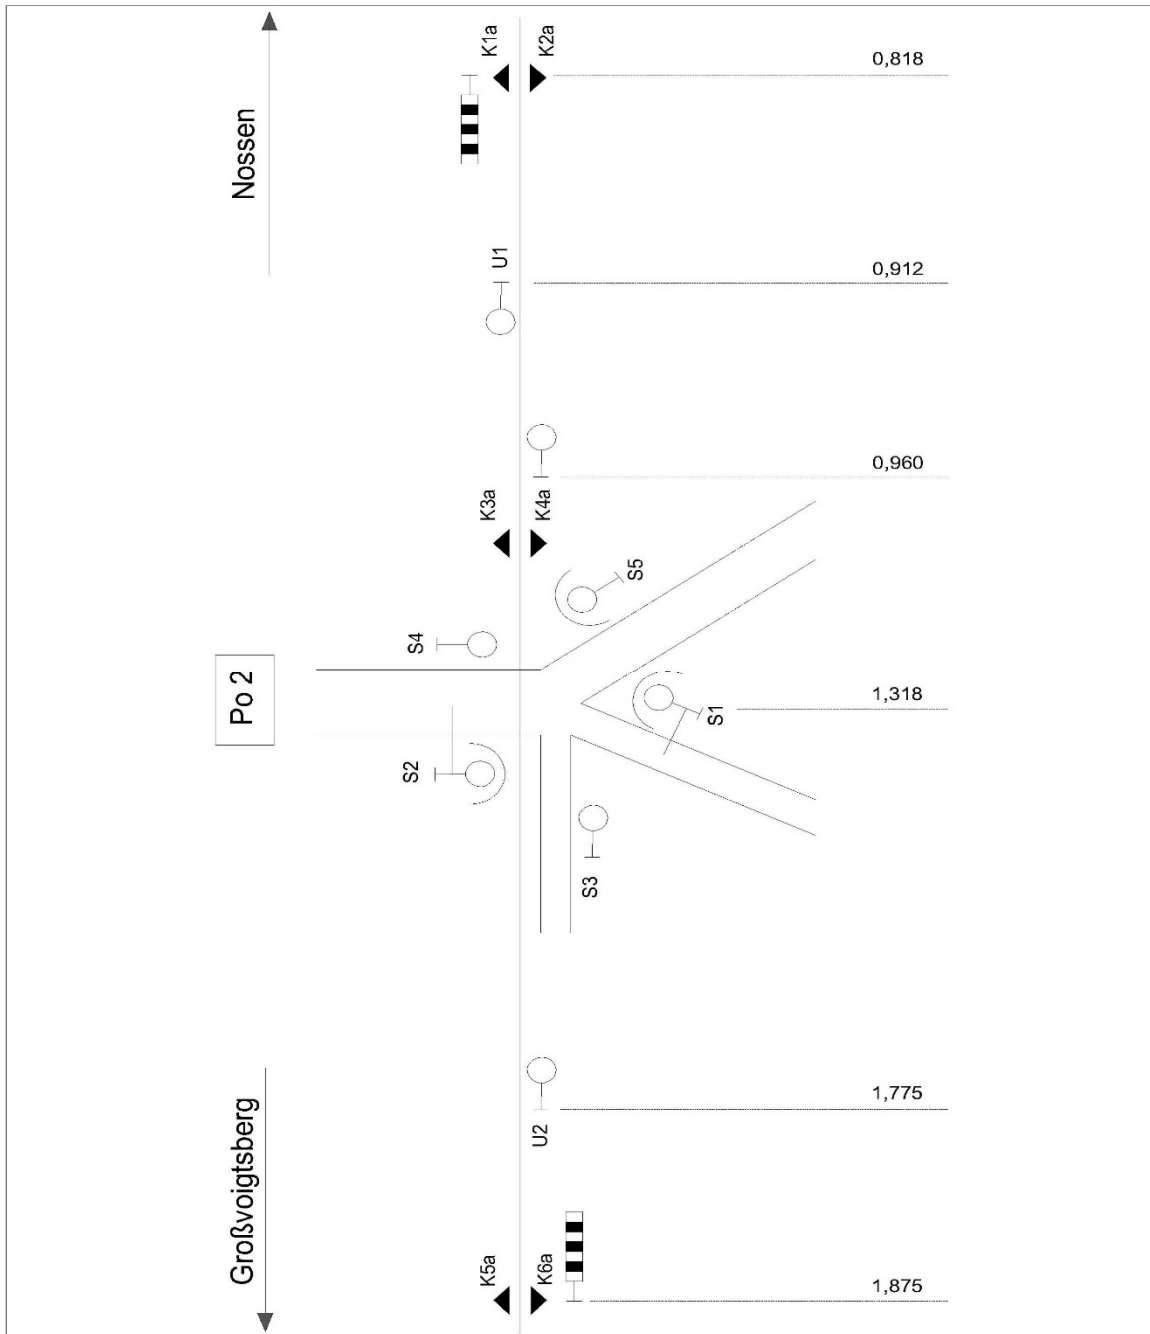 K1a
K2a
0,818
Nossen
U1
0,912
0,960
K3a
K4a
S5
S4
Po 2
S1
1,318
S2
S3
Großvoigtsberg
U2
1,775
K5a
K6a
1,875